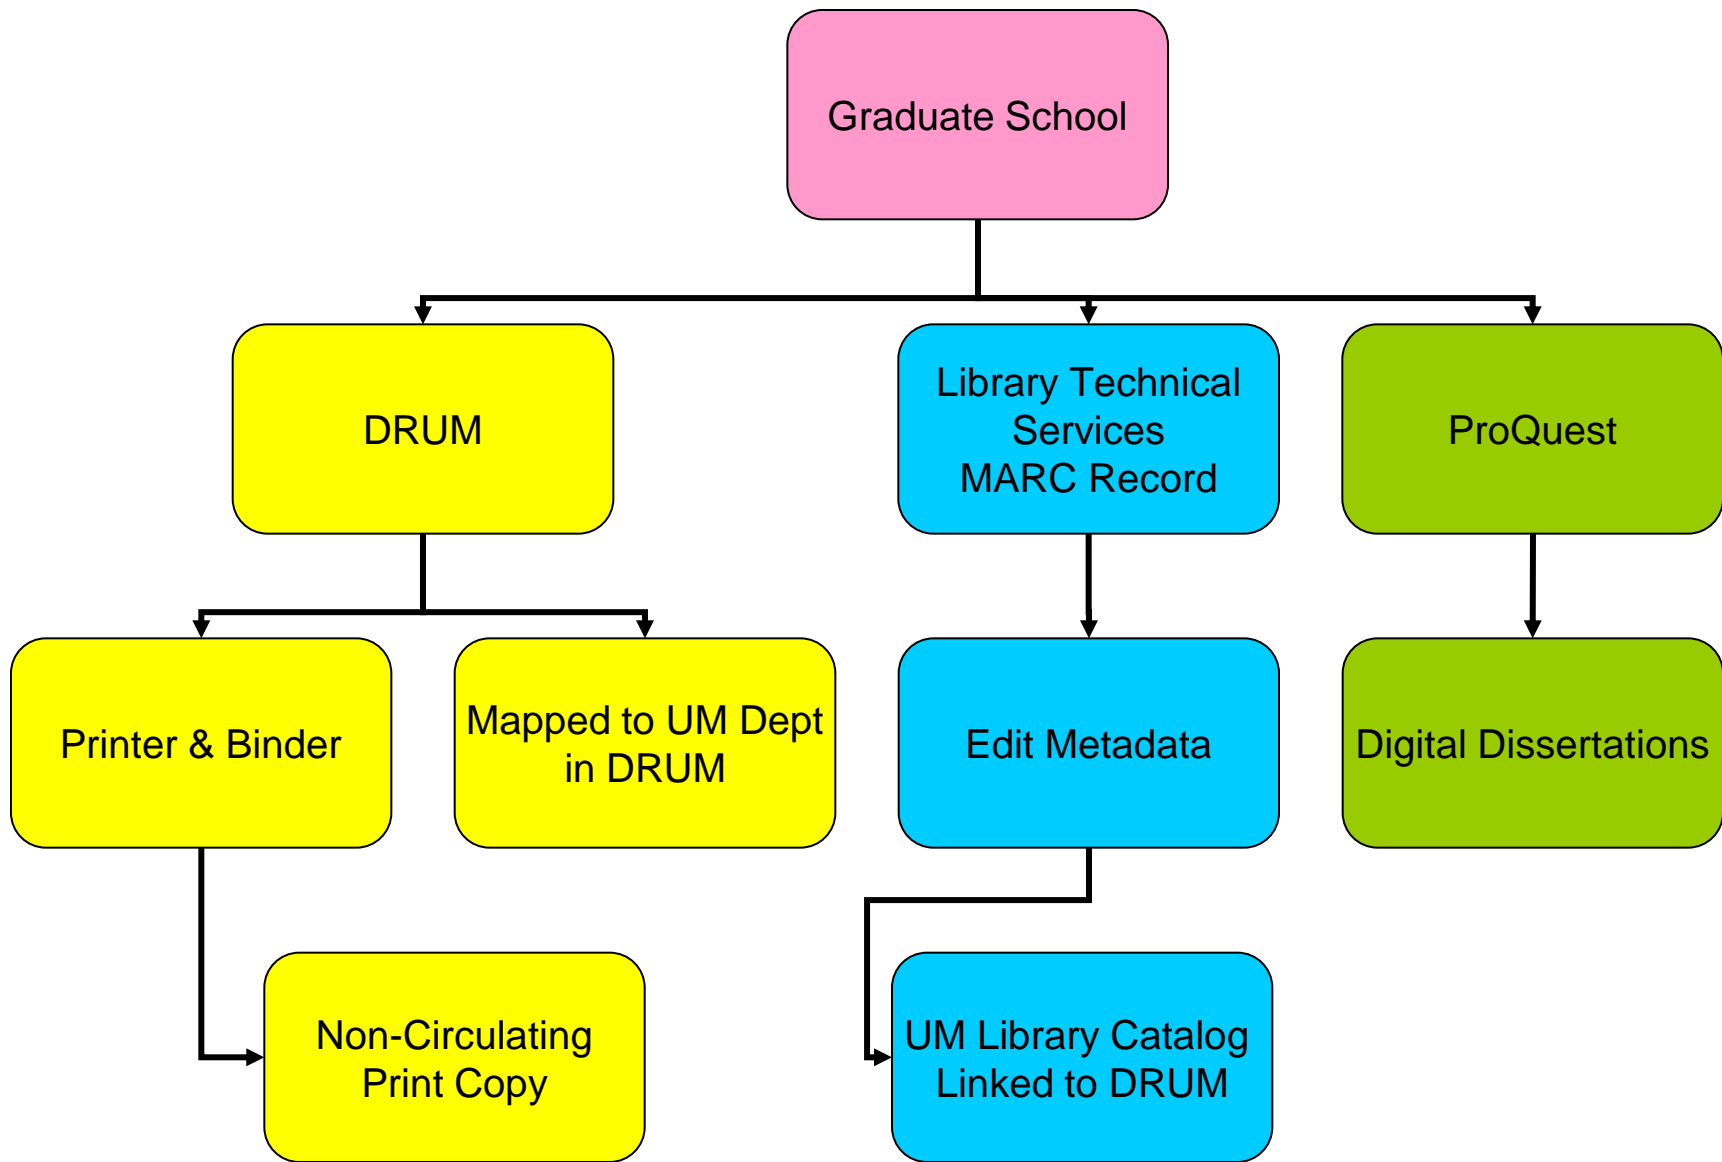 Graduate School
DRUM
Library Technical
Services
MARC Record
ProQuest
Printer & Binder
Mapped to UM Dept
in DRUM
Edit Metadata
Digital Dissertations
Non-Circulating
Print Copy
UM Library Catalog
Linked to DRUM